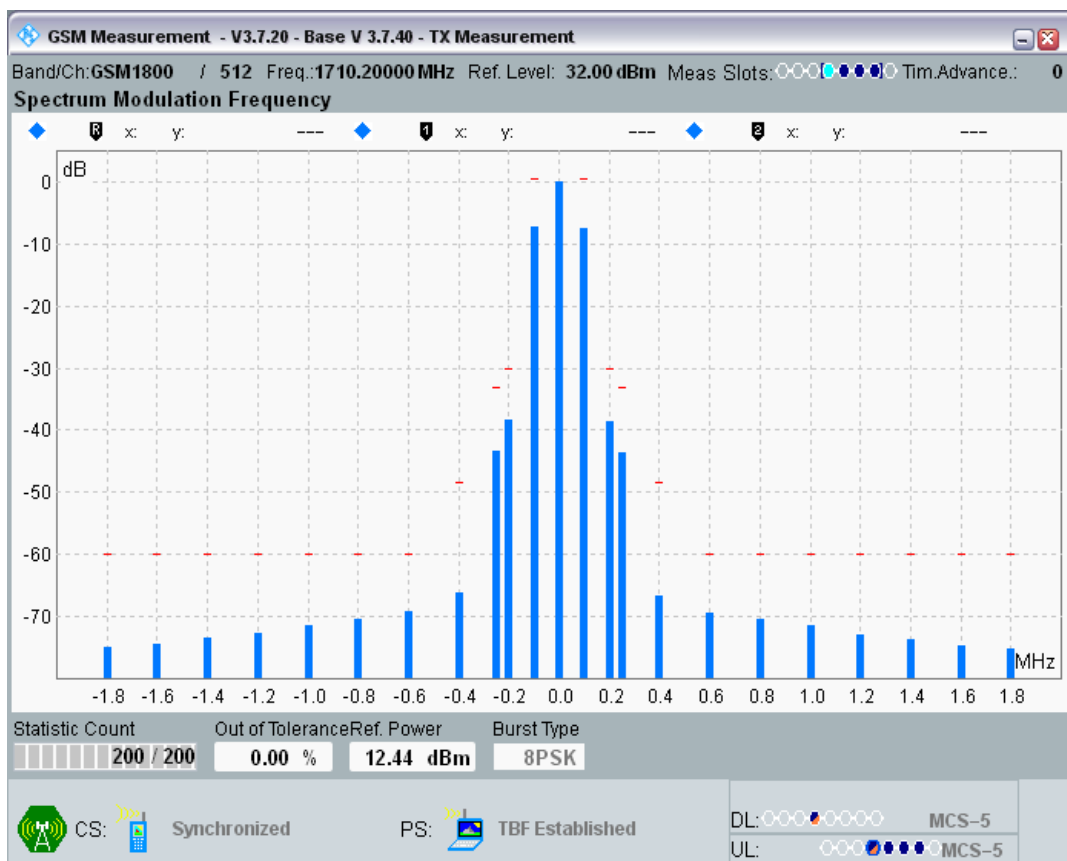 GSM Measurement - V3.7.20 - Base V 3.7.40 - TX Measurement
Band/Ch:GSM1800 / 512 Freq.:1710.20000 MHz Ref. Level: 32.00 dBm Meas Slots: Tim.Advance.: 0
Spectrum Modulation Frequency
R x: y: --- 1 x: y: --- 2 x: y: ---
dB
0
-10
-20
-30
-40
-50
-60
-70
MHz
-1.8 -1.6 -1.4 -1.2 -1.0 -0.8 -0.6 -0.4 -0.2 0.0 0.2 0.4 0.6 0.8 1.0 1.2 1.4 1.6 1.8
Statistic Count Out of Tolerance Ref. Power Burst Type
200 / 200 0.00 % 12.44 dBm 8PSK
CS: Synchronized PS: TBF Established
DL: MCS-5
UL: MCS-5